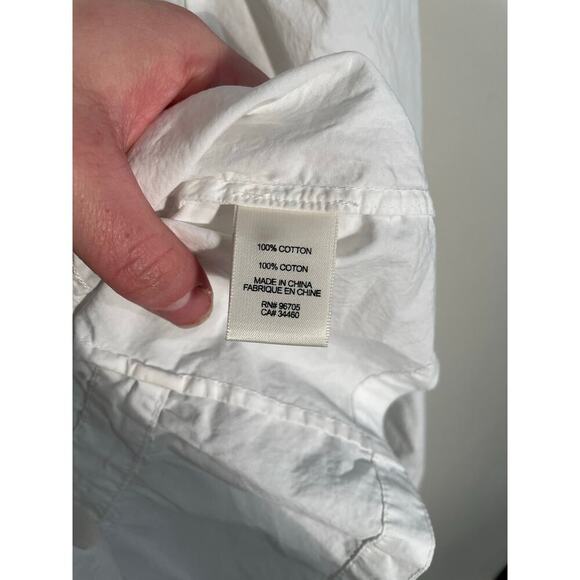 100% COTTON
100% COTON
MADE IN CHINA
FABRIQUE EN CHINE
RN# 96705
CA# 34460